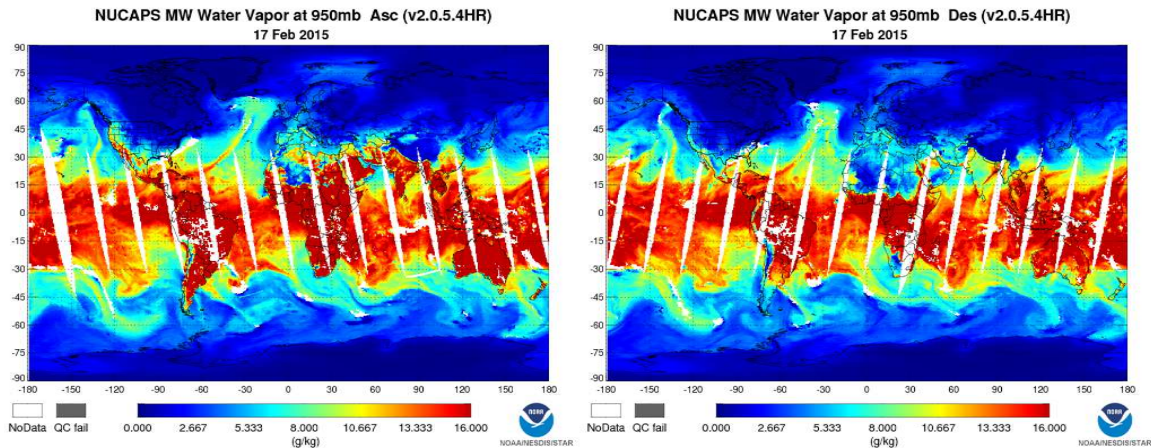 NUCAPS MW Water Vapor at 950mb Asc (v2.0.5.4HR)
17 Feb 2015
90
75
60
45
30
15
0
-15
-30
-45
-60
-75
-90
-180 -150 -120 -90 -60 -30 0 30 60 90 120 150 180
NoData QC fail 0.000 2.667 5.333 8.000 10.667 13.333 16.000
(g/kg)
NOAA
NOAA/NESDIS/STAR
NUCAPS MW Water Vapor at 950mb Des (v2.0.5.4HR)
17 Feb 2015
90
75
60
45
30
15
0
-15
-30
-45
-60
-75
-90
-180 -150 -120 -90 -60 -30 0 30 60 90 120 150 180
NoData QC fail 0.000 2.667 5.333 8.000 10.667 13.333 16.000
(g/kg)
NOAA
NOAA/NESDIS/STAR